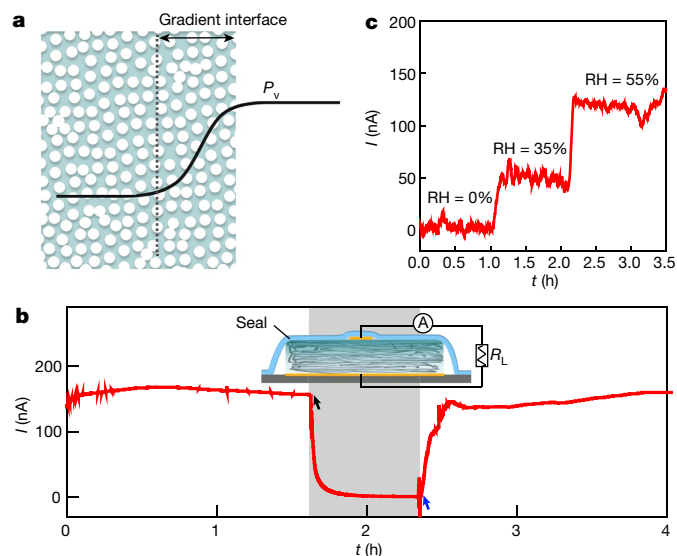 a
Gradient interface
Pv
c
I (nA)
200
150
100
50
0
RH = 0%
RH = 35%
RH = 55%
0.0 0.5 1.0 1.5 2.0 2.5 3.0 3.5
t (h)
b
I (nA)
200
100
0
Seal
A
RL
0 1 2 3 4
t (h)